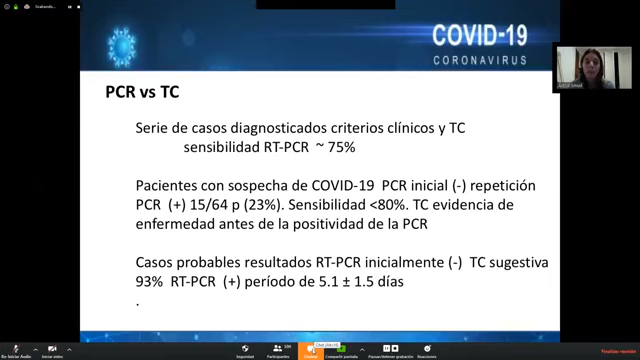 Grabando...
COVID-19
CORONAVIRUS
PCR vs TC
Serie de casos diagnosticados criterios clínicos y TC
sensibilidad RT-PCR ~ 75%
Pacientes con sospecha de COVID-19 PCR inicial (-) repetición
PCR (+) 15/64 p (23%). Sensibilidad <80%. TC evidencia de
enfermedad antes de la positividad de la PCR
Casos probables resultados RT-PCR inicialmente (-) TC sugestiva
93% RT-PCR (+) período de 5.1 ± 1.5 días
.
Iniciar video
Seguridad
Participantes
Compartir pantalla
Pausar/detener grabación
Reacciones
Finalizar reunión